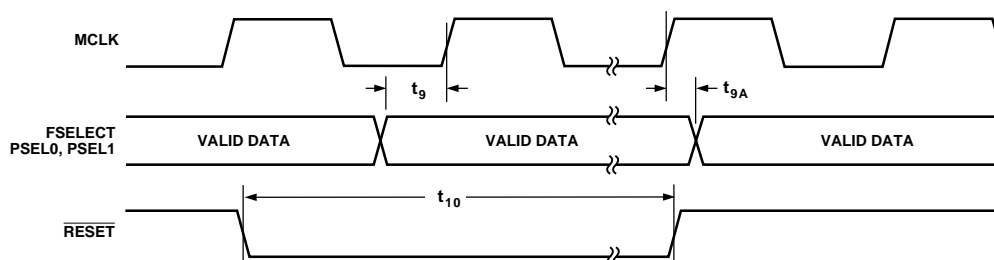 MCLK
t9
t9A
FSELECT
PSEL0, PSEL1
VALID DATA
VALID DATA
VALID DATA
t10
RESET